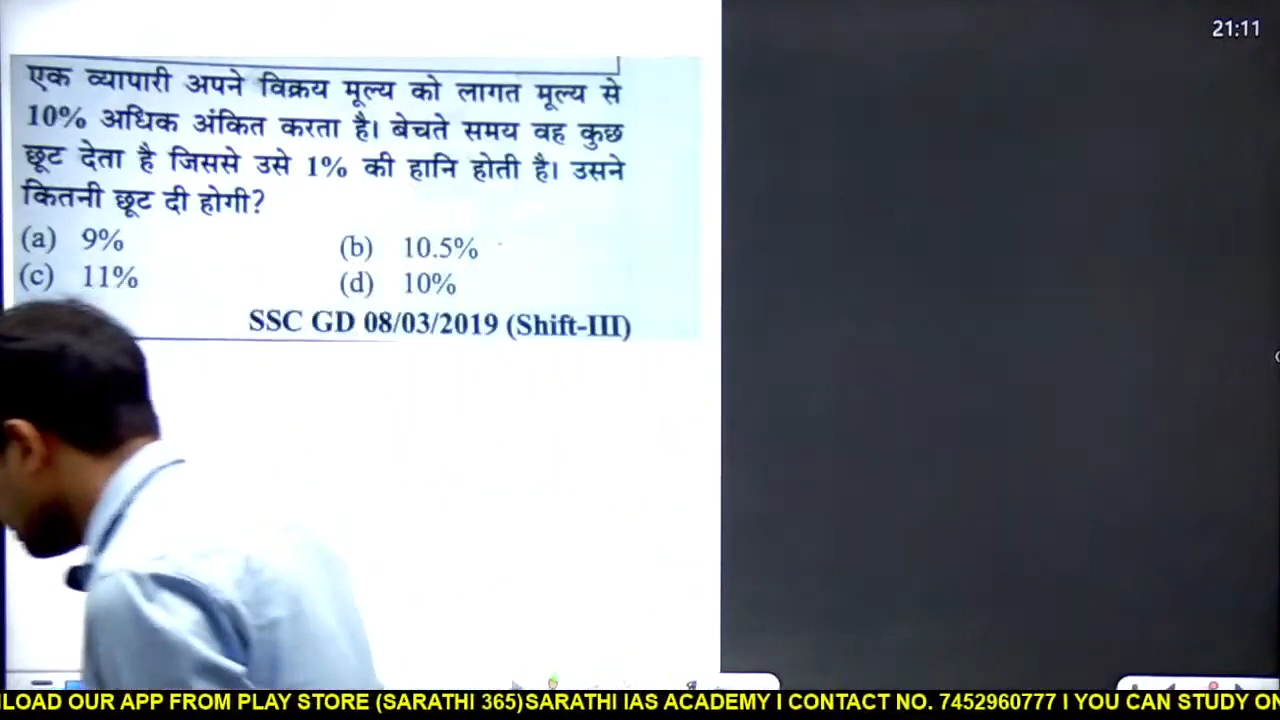 21:11
एक व्यापारी अपने विक्रय मूल्य को लागत मूल्य से
10% अधिक अंकित करता है। बेचते समय वह कुछ
छूट देता है जिससे उसे 1% की हानि होती है। उसने
कितनी छूट दी होगी?
(a) 9% (b) 10.5%
(c) 11% (d) 10%
SSC GD 08/03/2019 (Shift-III)
NLOAD OUR APP FROM PLAY STORE (SARATHI 365)SARATHI IAS ACADEMY I CONTACT NO. 7452960777 I YOU CAN STUDY ON